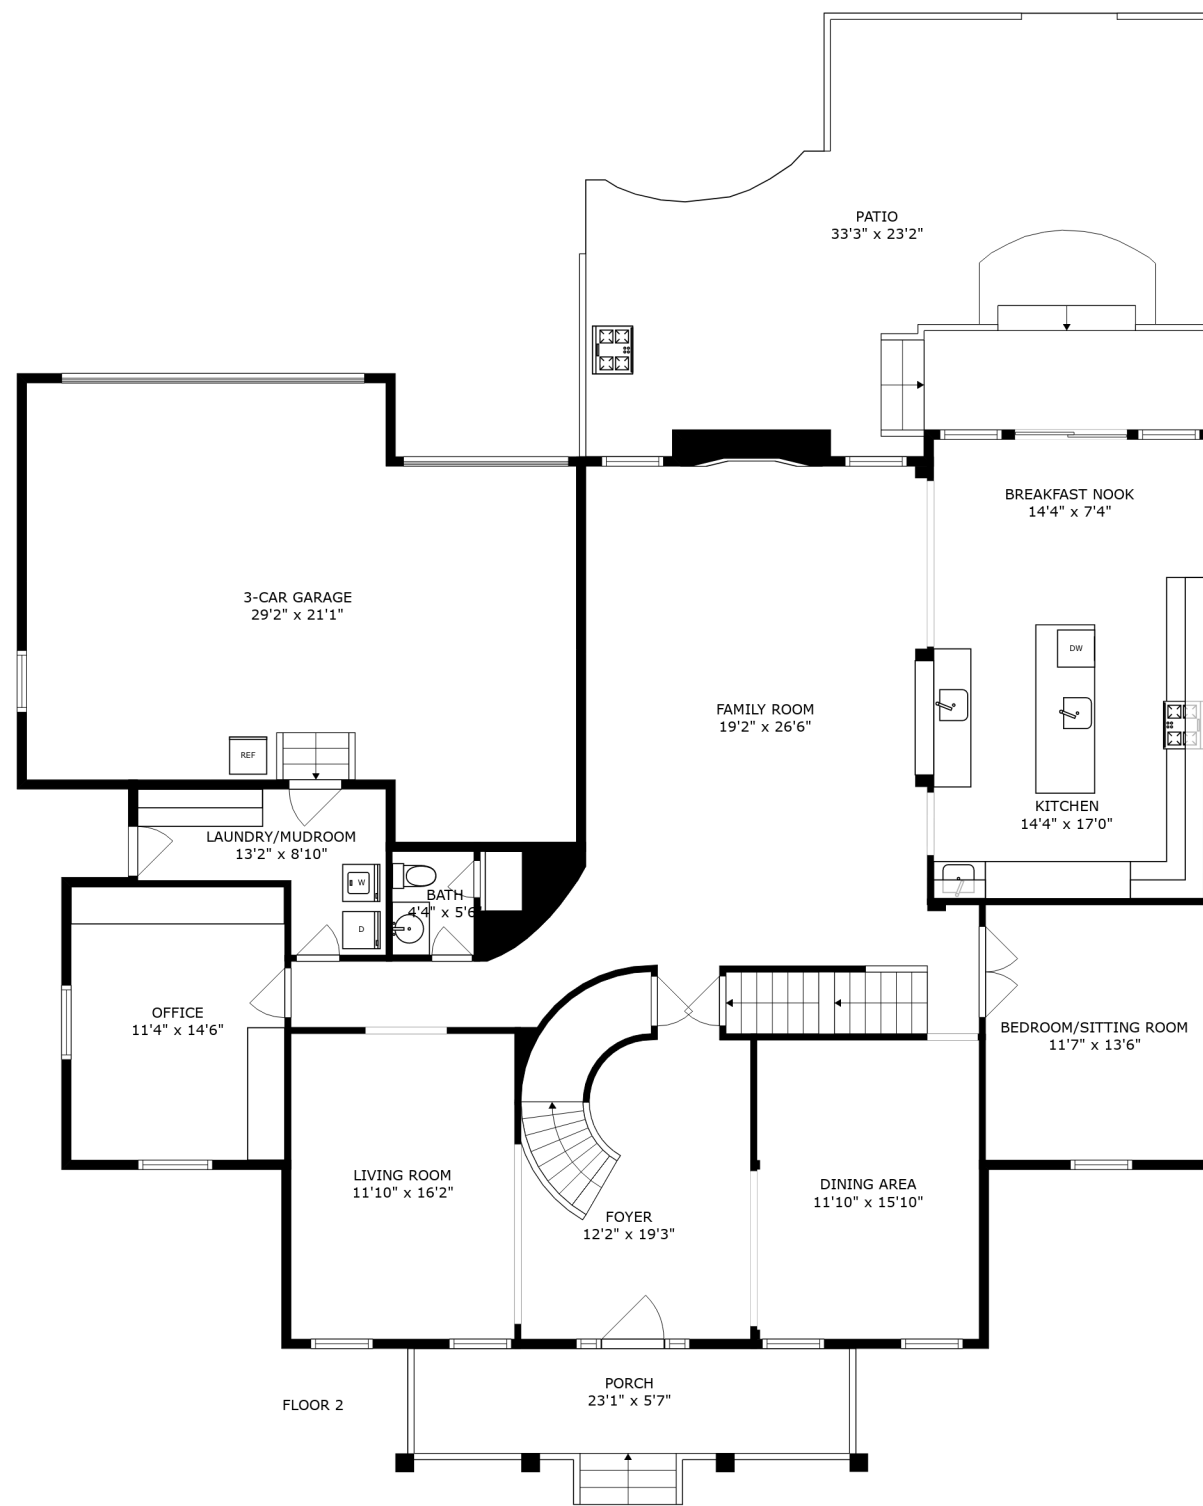 PATIO
33'3" x 23'2"
BREAKFAST NOOK
14'4" x 7'4"
3-CAR GARAGE
29'2" x 21'1"
DW
FAMILY ROOM
19'2" x 26'6"
REF
KITCHEN
14'4" x 17'0"
LAUNDRY/MUDROOM
13'2" x 8'10"
W
BATH
4'4" x 5'6"
D
OFFICE
11'4" x 14'6"
BEDROOM/SITTING ROOM
11'7" x 13'6"
LIVING ROOM
11'10" x 16'2"
DINING AREA
11'10" x 15'10"
FOYER
12'2" x 19'3"
PORCH
23'1" x 5'7"
FLOOR 2